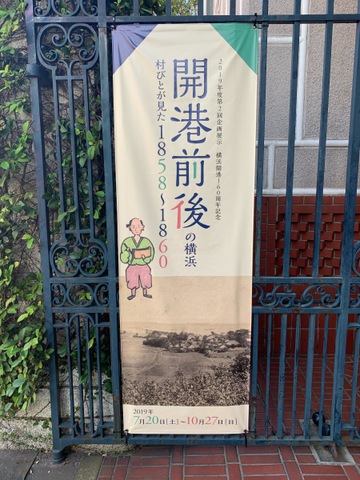 2019年度第2回企画展示 横浜開港160周年記念
開港前後の横浜
村びとが見た1858～1860
2019年
7月20日[土]～10月27日[日]